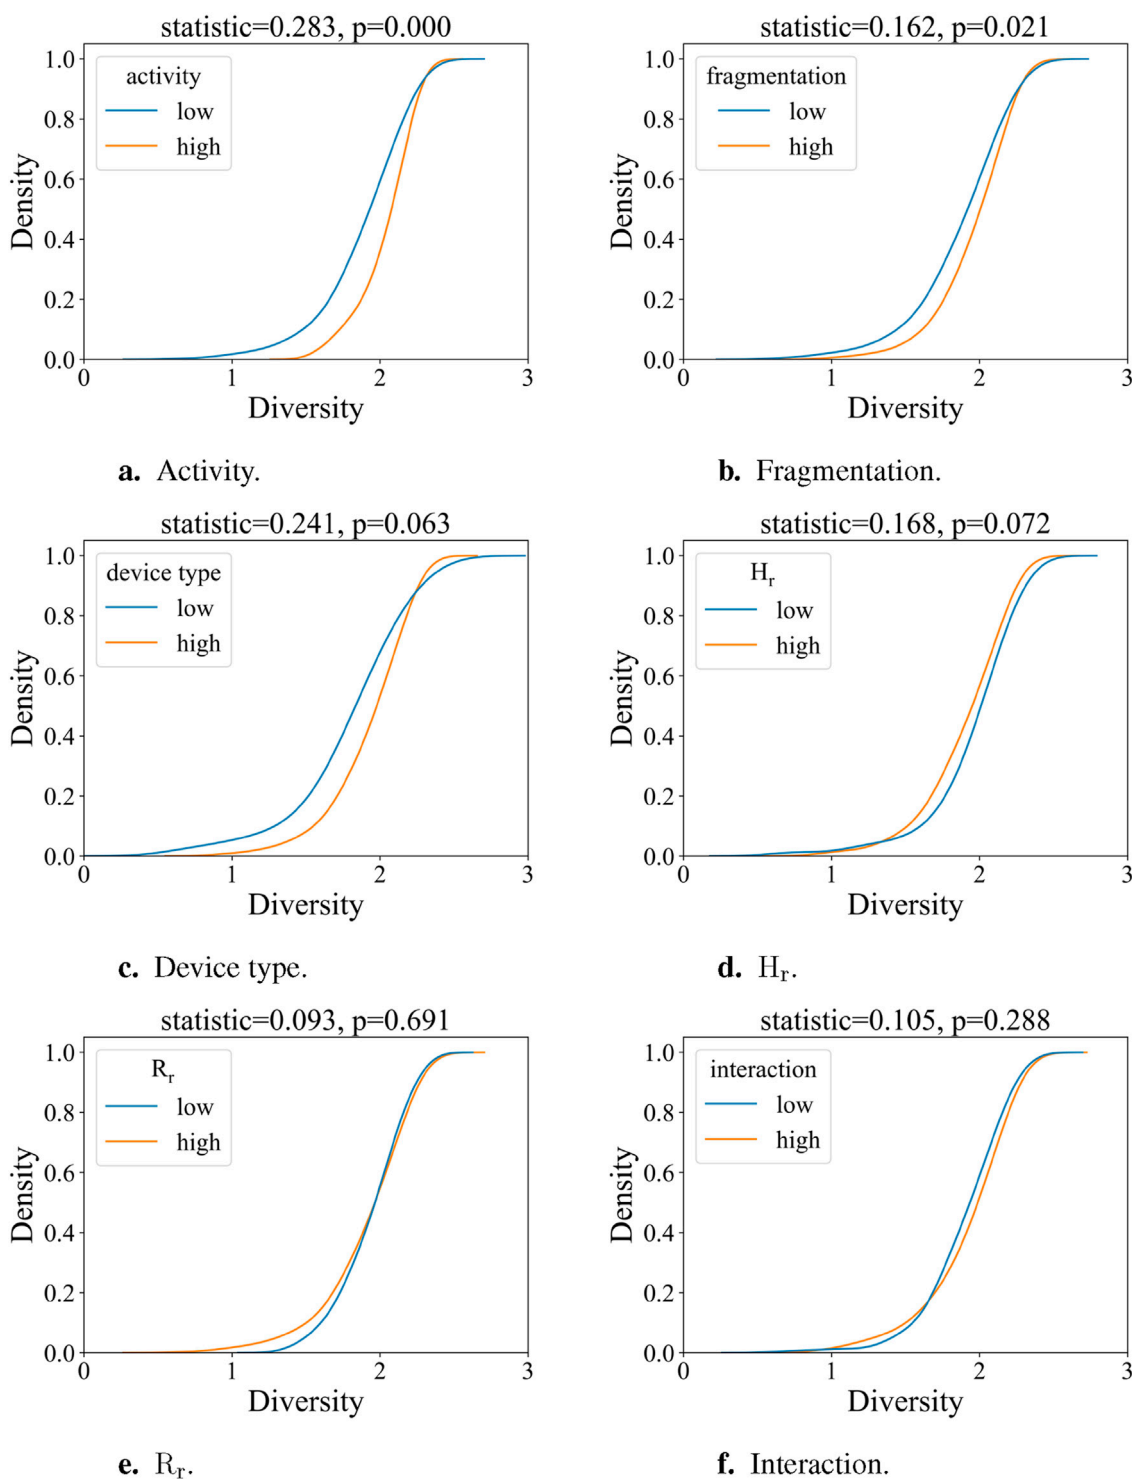 statistic=0.283, p=0.000
1.0
0.8
0.6
0.4
0.2
0.0
Density
activity
low
high
0
1
2
3
Diversity
a. Activity.
statistic=0.162, p=0.021
1.0
0.8
0.6
0.4
0.2
0.0
Density
fragmentation
low
high
0
1
2
3
Diversity
b. Fragmentation.
statistic=0.241, p=0.063
1.0
0.8
0.6
0.4
0.2
0.0
Density
device type
low
high
0
1
2
3
Diversity
c. Device type.
statistic=0.168, p=0.072
1.0
0.8
0.6
0.4
0.2
0.0
Density
Hr
low
high
0
1
2
3
Diversity
d. Hr.
statistic=0.093, p=0.691
1.0
0.8
0.6
0.4
0.2
0.0
Density
Rr
low
high
0
1
2
3
Diversity
e. Rr.
statistic=0.105, p=0.288
1.0
0.8
0.6
0.4
0.2
0.0
Density
interaction
low
high
0
1
2
3
Diversity
f. Interaction.